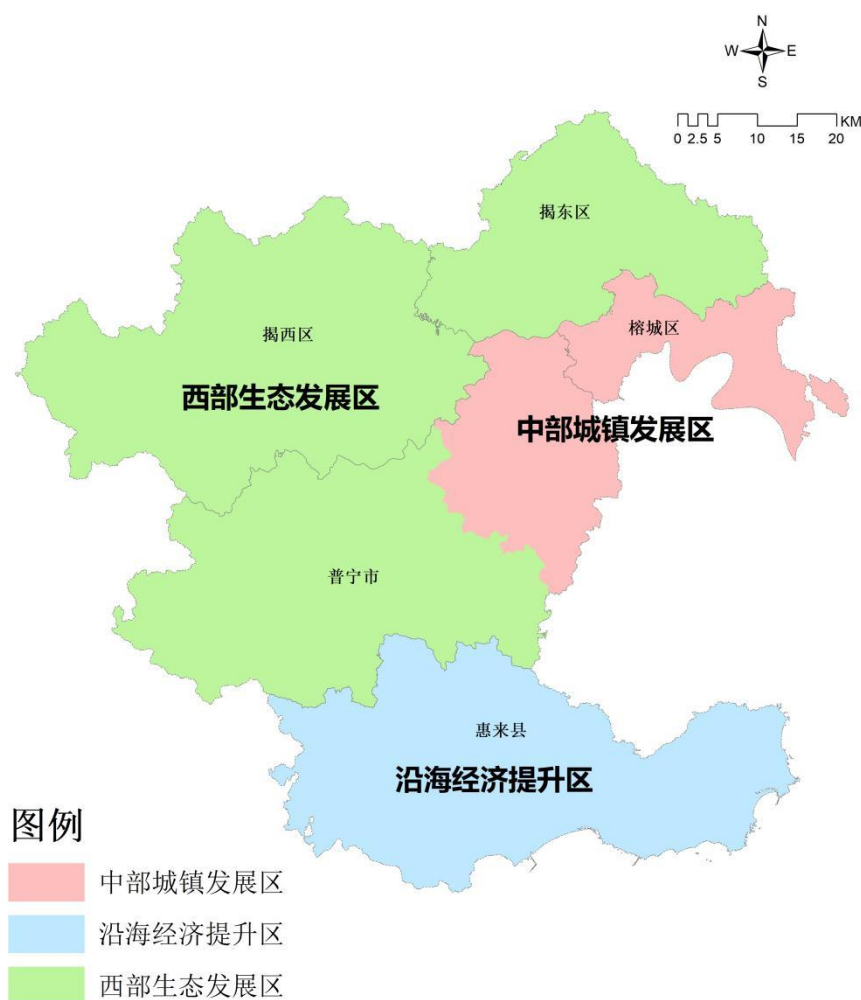 N
W E
S
KM
0 2.5 5 10 15 20
揭东区
榕城区
揭西区
西部生态发展区
中部城镇发展区
普宁市
惠来县
沿海经济提升区
图例
中部城镇发展区
沿海经济提升区
西部生态发展区